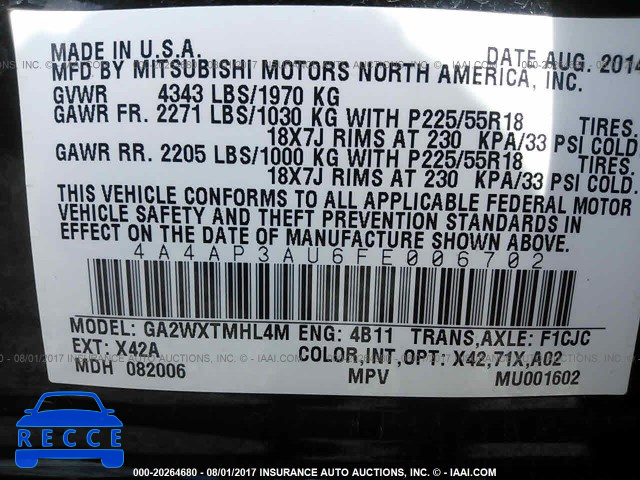 MADE IN U.S.A. DATE AUG. 2014
MFD BY MITSUBISHI MOTORS NORTH AMERICA, INC.
GVWR 4343 LBS/1970 KG
GAWR FR. 2271 LBS/1030 KG WITH P225/55R18 TIRES.
18X7J RIMS AT 230 KPA/33 PSI COLD
GAWR RR. 2205 LBS/1000 KG WITH P225/55R18 TIRES.
18X7J RIMS AT 230 KPA/33 PSI COLD.
THIS VEHICLE CONFORMS TO ALL APPLICABLE FEDERAL MOTOR
VEHICLE SAFETY AND THEFT PREVENTION STANDARDS IN
EFFECT ON THE DATE OF MANUFACTURE SHOWN ABOVE.
4A4AP3AU6FE006702
MODEL: GA2WXTMHL4M ENG: 4B11 TRANS,AXLE: F1CJC
EXT: X42A COLOR,INT,OPT: X42,71X,A02
MDH 082006 MPV MU001602
RECCE
000-20264680 - 08/01/2017 INSURANCE AUTO AUCTIONS. - © - WWW.IAAI.COM